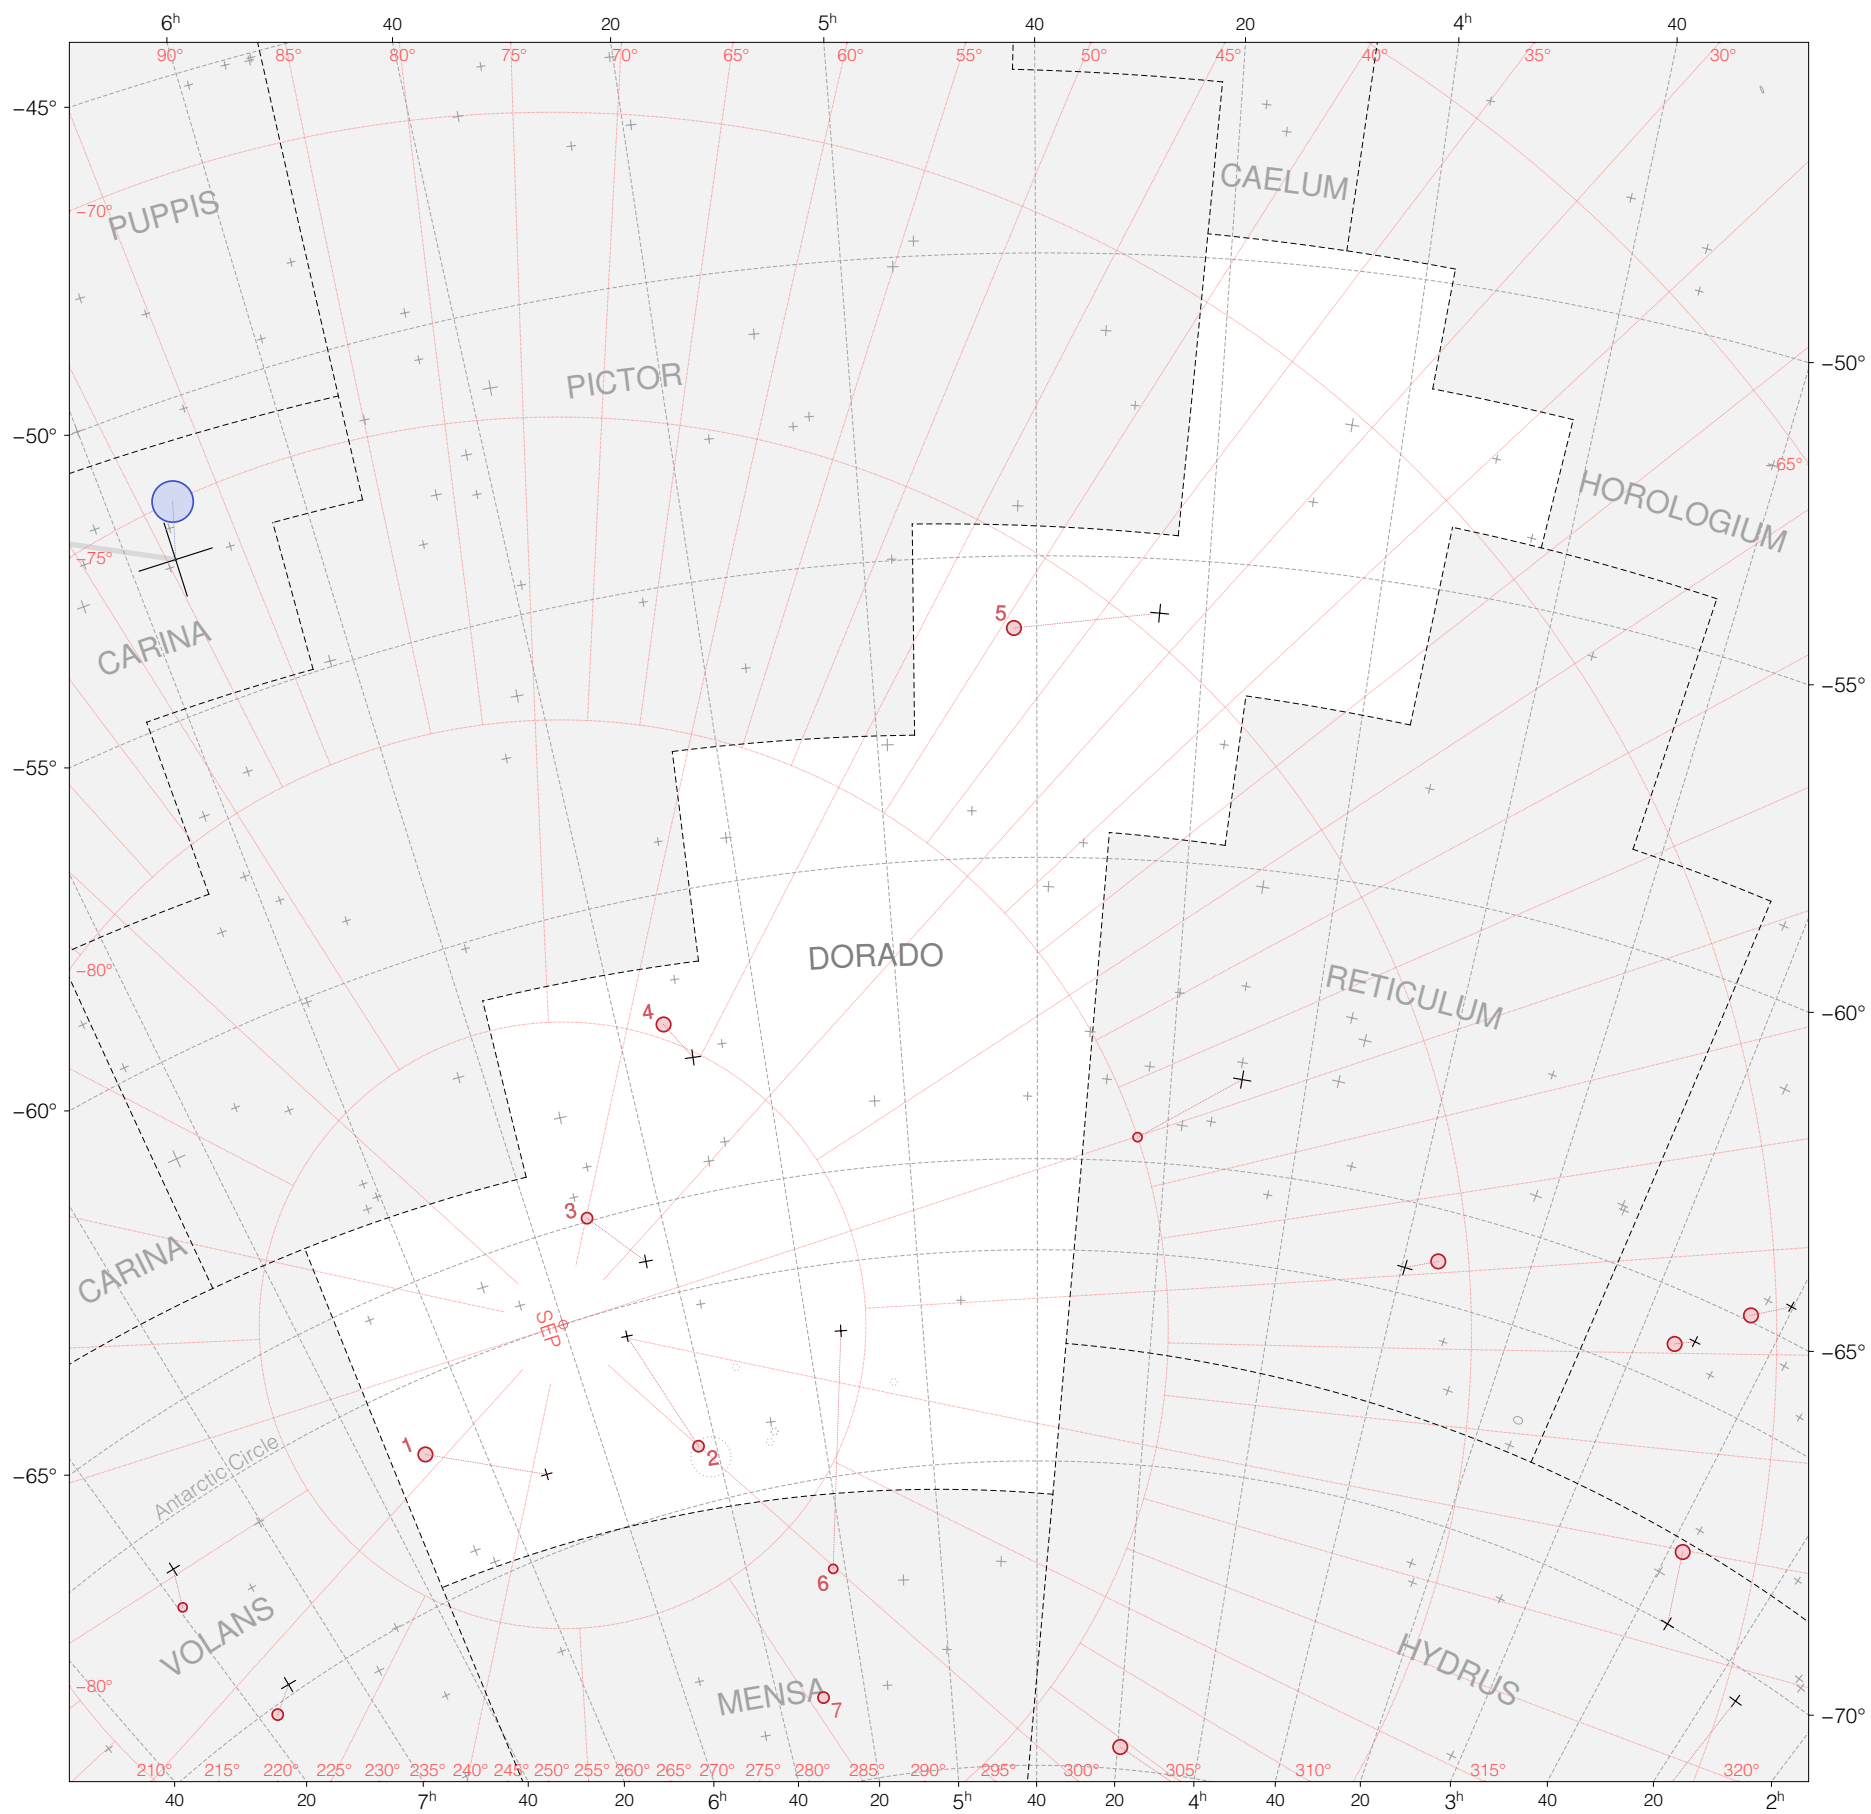 6h 40 20 5h 40 20 4h 40
90° 85° 80° 75° 70° 65° 60° 55° 50° 45° 40° 35° 30°
−45°
CAELUM
PUPPIS
−70°
−50°
PICTOR
−50°
−65°
HOROLOGIUM
−75°
5
CARINA
−55°
−55°
DORADO
−80°
RETICULUM
4
−60°
−60°
3
CARINA
SEP
−65°
1
2
−65°
Antarctic Circle
6
VOLANS
HYDRUS
−80°
MENSA
7
−70°
210° 215° 220° 225° 230° 235° 240° 245° 250° 255° 260° 265° 270° 275° 280° 285° 290° 295° 300° 305° 310° 315° 320°
40 20 7h 40 20 6h 40 20 5h 40 20 4h 40 20 3h 40 20 2h